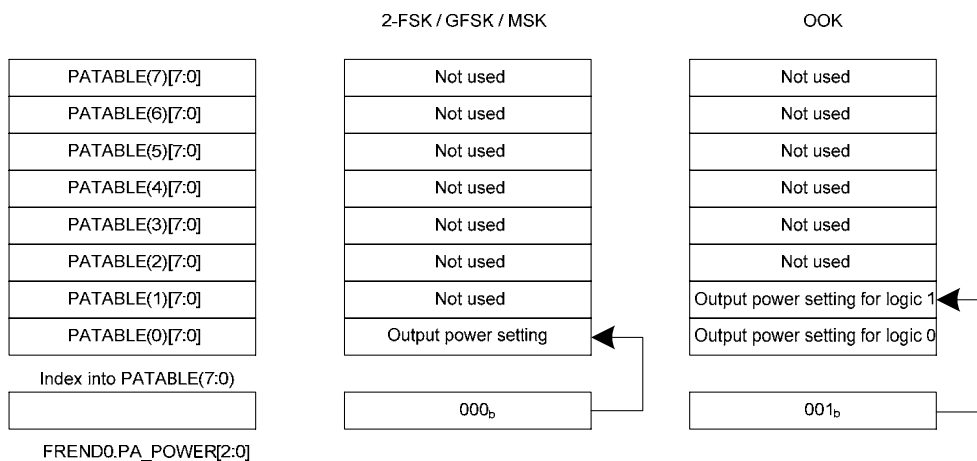 2-FSK / GFSK / MSK
OOK
PATABLE(7)[7:0]
Not used
Not used
PATABLE(6)[7:0]
Not used
Not used
PATABLE(5)[7:0]
Not used
Not used
PATABLE(4)[7:0]
Not used
Not used
PATABLE(3)[7:0]
Not used
Not used
PATABLE(2)[7:0]
Not used
Not used
PATABLE(1)[7:0]
Not used
Output power setting for logic 1
PATABLE(0)[7:0]
Output power setting
Output power setting for logic 0
Index into PATABLE(7:0)
000b
001b
FREND0.PA_POWER[2:0]